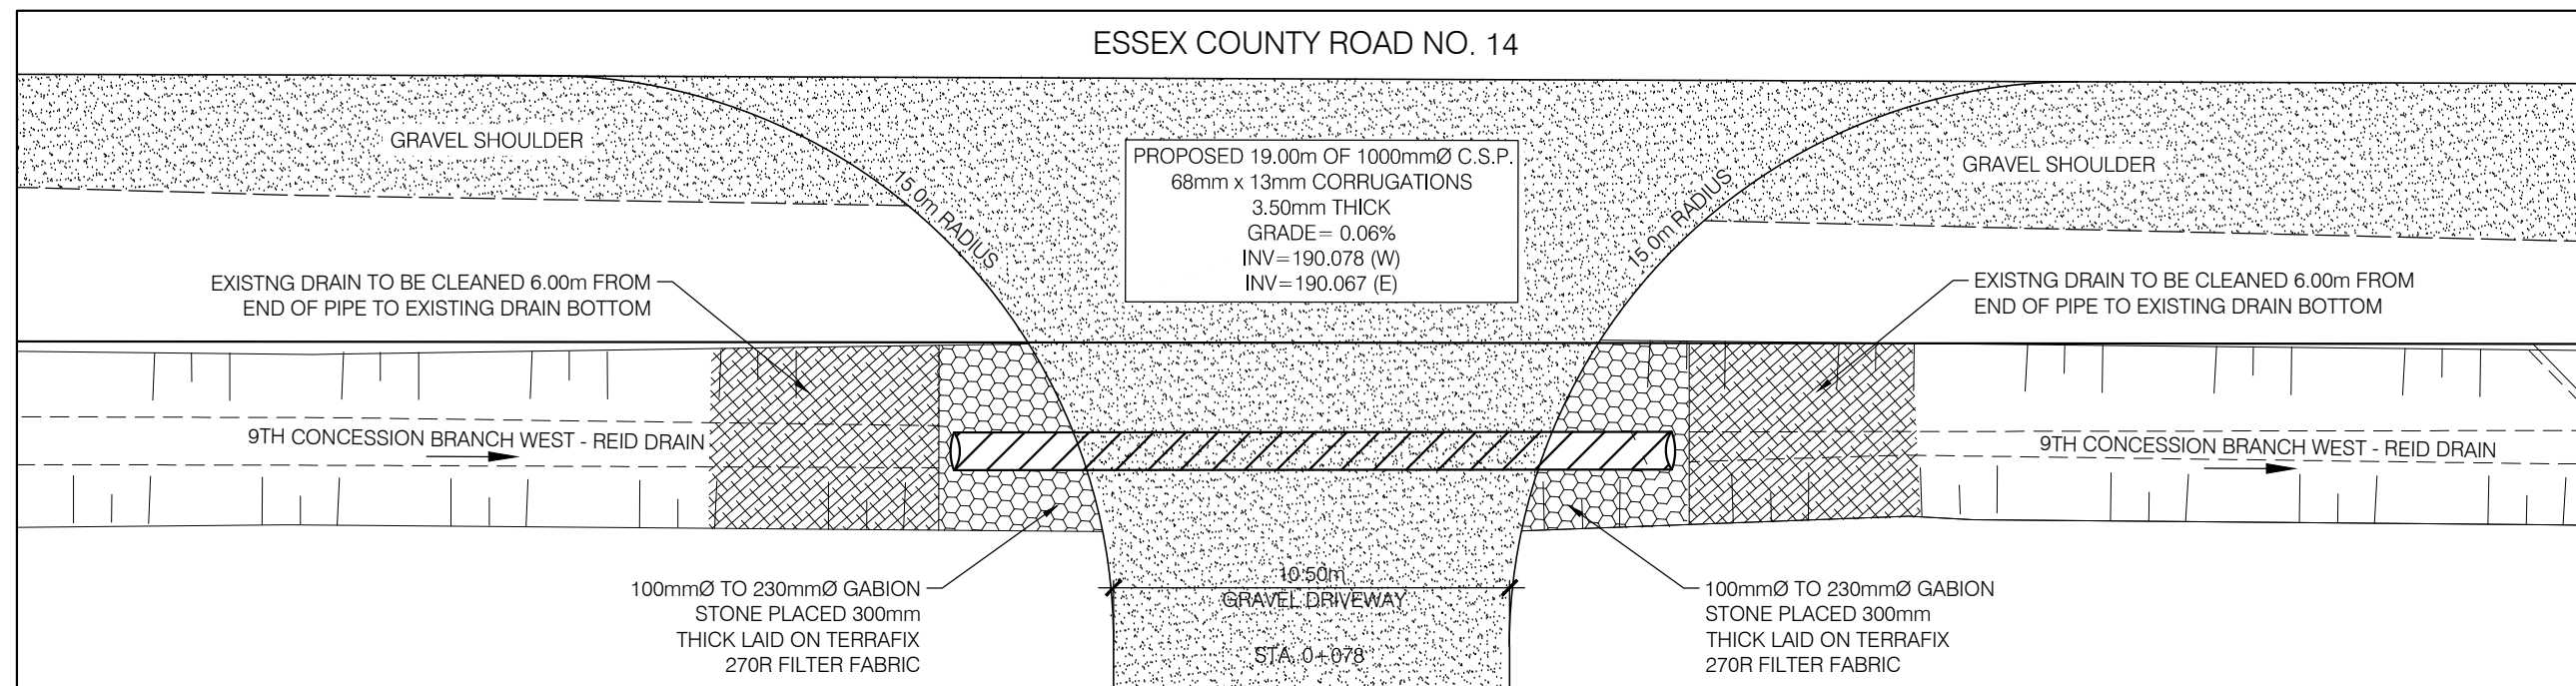 ESSEX COUNTY ROAD NO. 14
GRAVEL SHOULDER
15.0m RADIUS
PROPOSED 19.00m OF 1000mmØ C.S.P.
68mm x 13mm CORRUGATIONS
3.50mm THICK
GRADE= 0.06%
INV=190.078 (W)
INV=190.067 (E)
15.0m RADIUS
GRAVEL SHOULDER
EXISTNG DRAIN TO BE CLEANED 6.00m FROM
END OF PIPE TO EXISTING DRAIN BOTTOM
EXISTNG DRAIN TO BE CLEANED 6.00m FROM
END OF PIPE TO EXISTING DRAIN BOTTOM
9TH CONCESSION BRANCH WEST - REID DRAIN
9TH CONCESSION BRANCH WEST - REID DRAIN
100mmØ TO 230mmØ GABION
STONE PLACED 300mm
THICK LAID ON TERRAFIX
270R FILTER FABRIC
10.50m
GRAVEL DRIVEWAY
STA. 0+078
100mmØ TO 230mmØ GABION
STONE PLACED 300mm
THICK LAID ON TERRAFIX
270R FILTER FABRIC